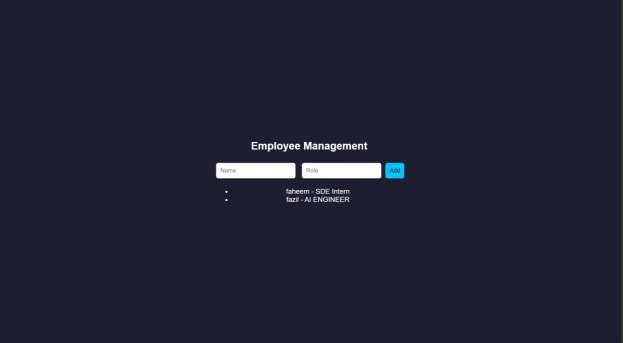 Employee Management
Name Role Add
faheem - SDE Intern
fazil - AI ENGINEER